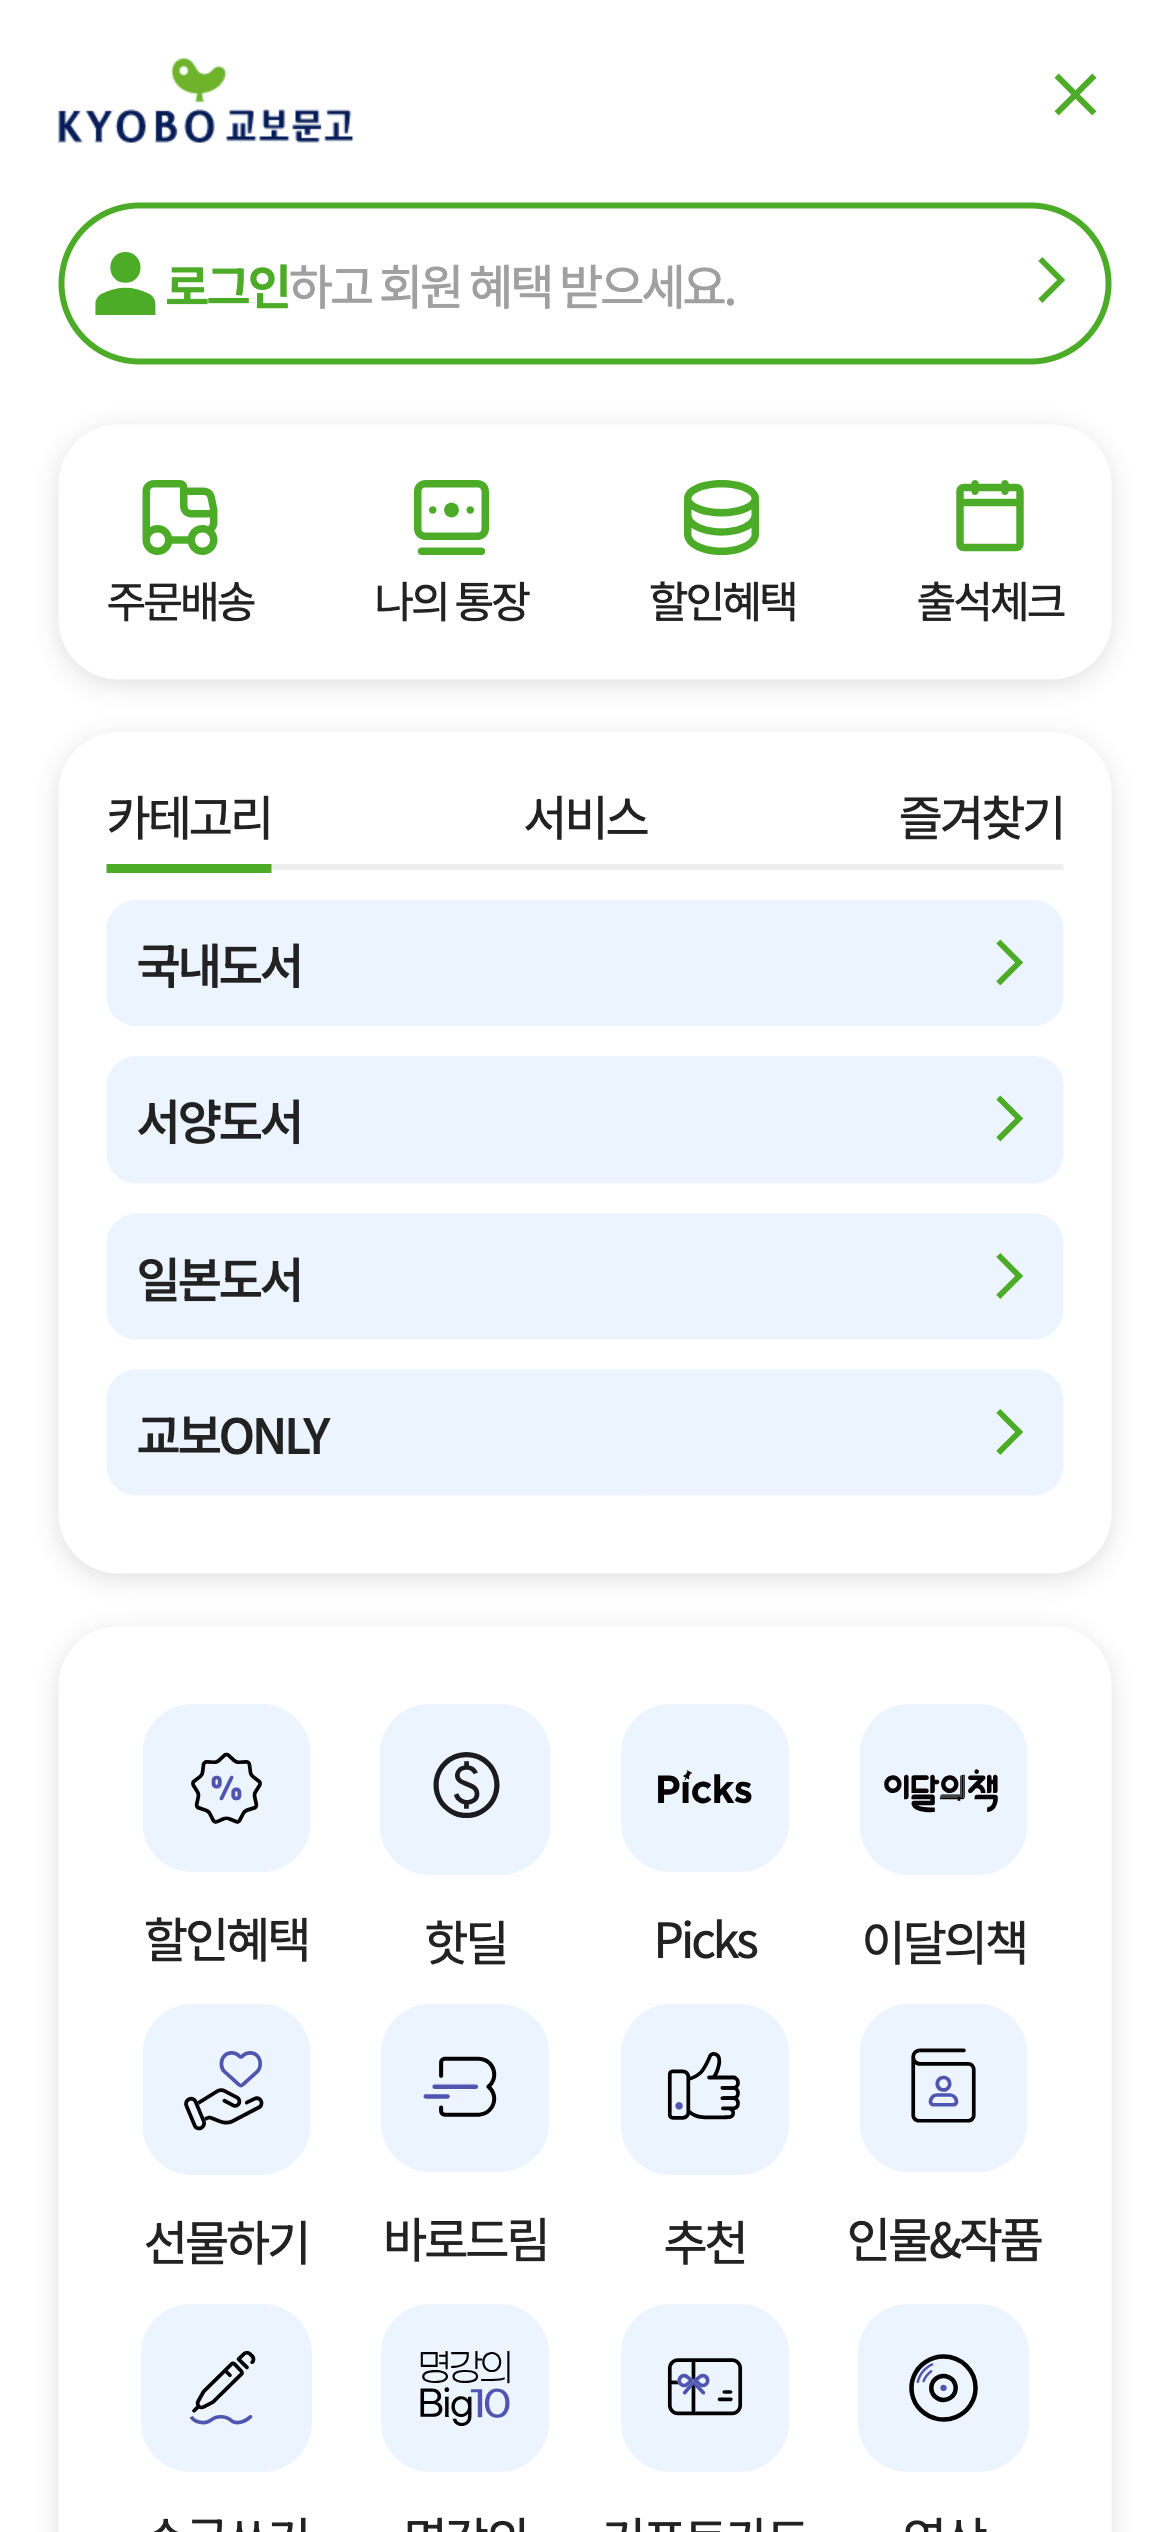 KYOBO 교보문고
로그인하고 회원 혜택 받으세요.
주문배송 나의 통장 할인혜택 출석체크
카테고리 서비스 즐겨찾기
국내도서
서양도서
일본도서
교보ONLY
% $ Picks 이달의책
할인혜택 핫딜 Picks 이달의책
선물하기 바로드림 추천 인물&작품
명강의
Big10